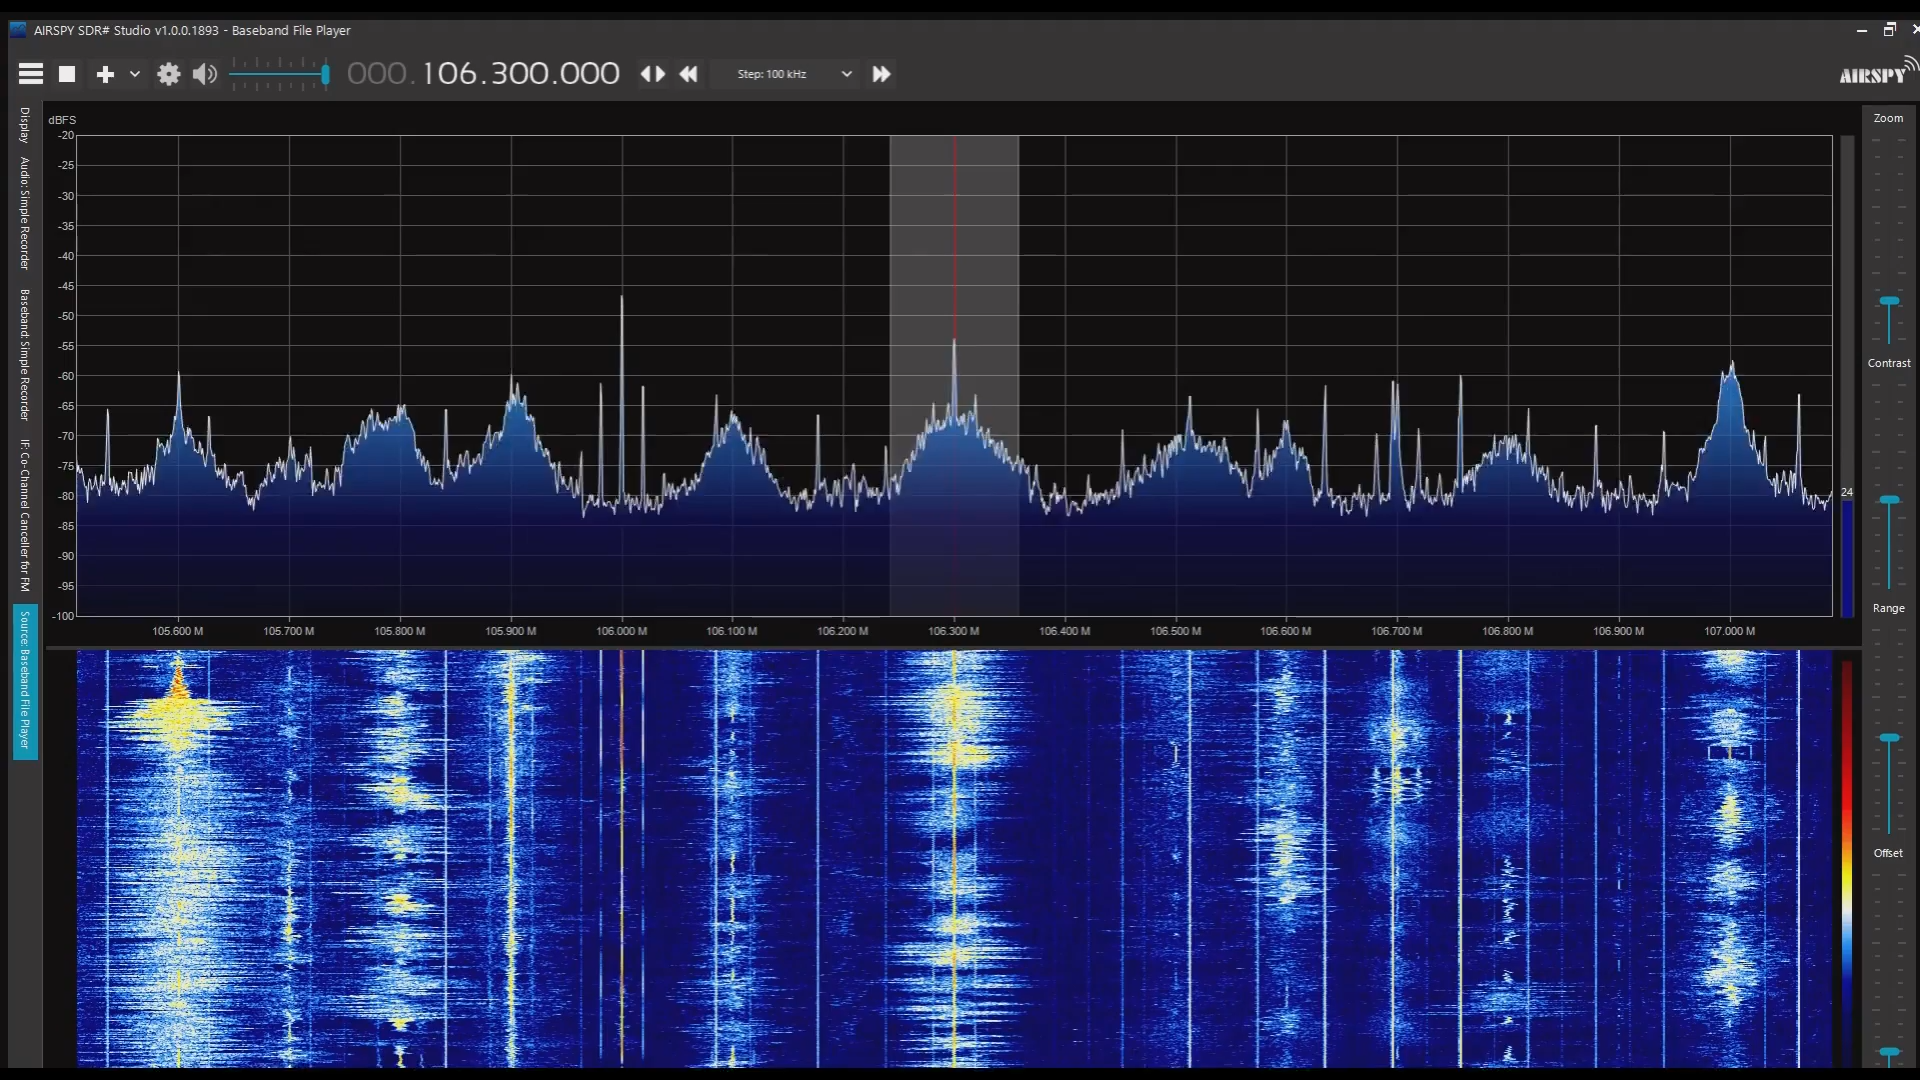 AIRSPY SDR# Studio v1.0.0.1893 - Baseband File Player
000.106.300.000
Step: 100 kHz
AIRSPY
Display
Audio: Simple Recorder
Baseband: Simple Recorder
IF Co-Channel Canceller for FM
Source: Baseband File Player
dBFS
-20
-25
-30
-35
-40
-45
-50
-55
-60
-65
-70
-75
-80
-85
-90
-95
-100
105.600 M 105.700 M 105.800 M 105.900 M 106.000 M 106.100 M 106.200 M 106.300 M 106.400 M 106.500 M 106.600 M 106.700 M 106.800 M 106.900 M 107.000 M
24
Zoom
Contrast
Range
Offset